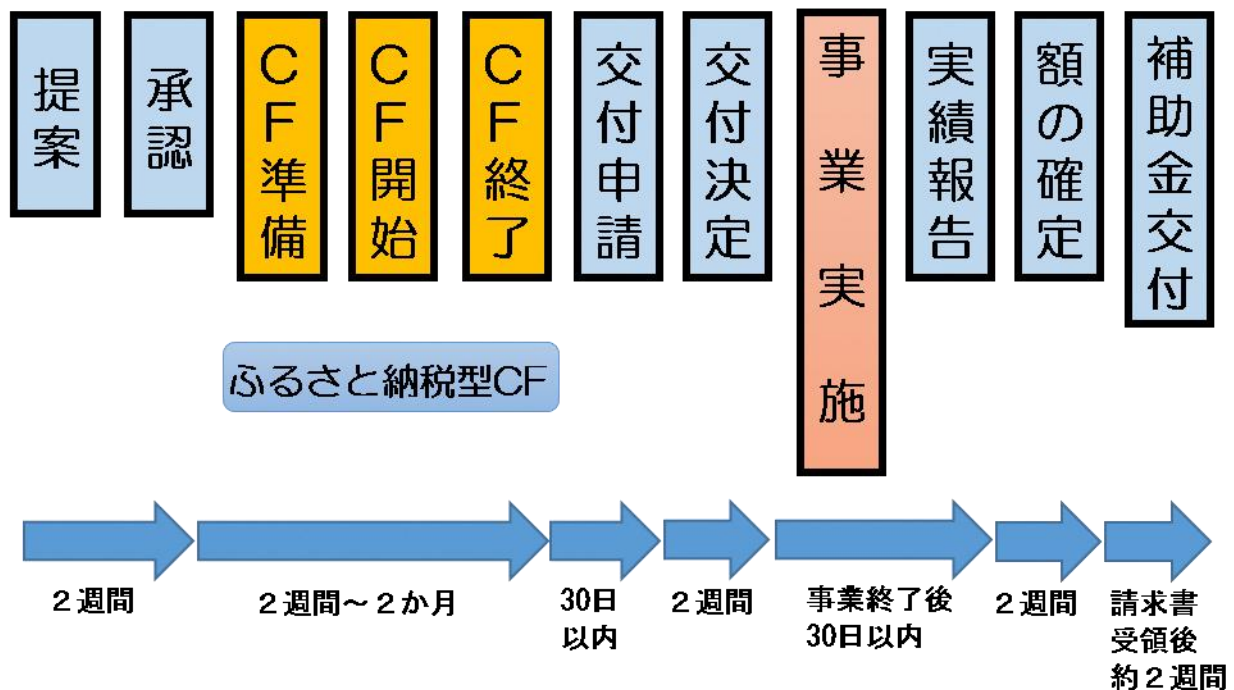 提案
承認
CF準備
CF開始
CF終了
交付申請
交付決定
事業実施
実績報告
額の確定
補助金交付
ふるさと納税型CF
２週間
２週間～２か月
30日
以内
２週間
事業終了後
30日以内
２週間
請求書
受領後
約２週間